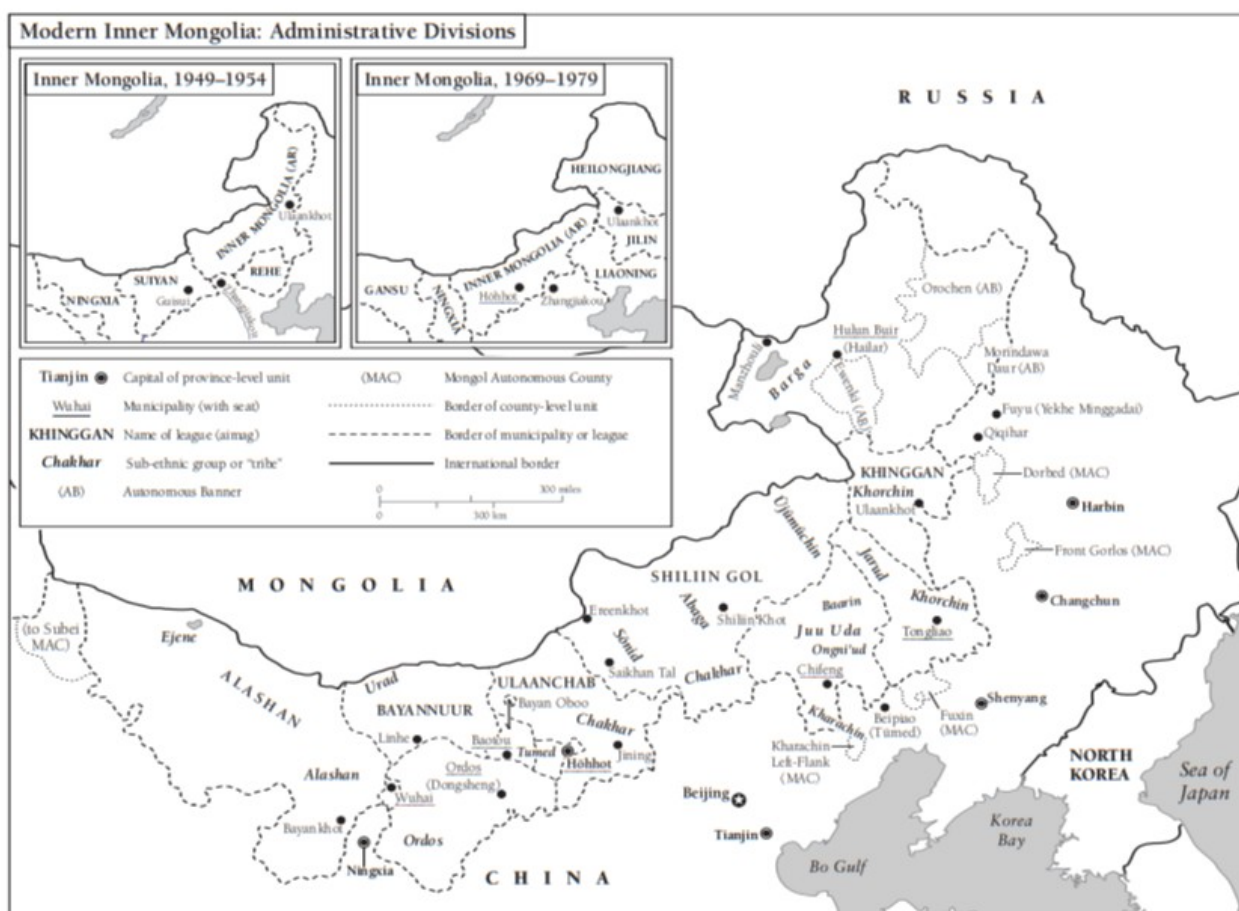 Modern Inner Mongolia: Administrative Divisions
Inner Mongolia, 1949–1954
INNER MONGOLIA (AR)
Ulaankhot
REHE
SUIYAN
Guisui
NINGXIA
Zhangjiakou
Inner Mongolia, 1969–1979
HEILONGJIANG
Ulaankhot
JILIN
INNER MONGOLIA (AR)
LIAONING
GANSU
NINGXIA
Höhhot
Zhangjiakou
Tianjin
Capital of province-level unit
Wuhai
Municipality (with seat)
KHINGGAN
Name of league (aimag)
Chakhar
Sub-ethnic group or "tribe"
(AB)
Autonomous Banner
(MAC)
Mongol Autonomous County
Border of county-level unit
Border of municipality or league
International border
0
300 miles
0
300 km
RUSSIA
Orochen (AB)
Hulun Buir
(Hailar)
Manzhouli
Barga
Ewenki (AB)
Morindawa
Daur (AB)
Fuyu (Yekhe Minggadai)
Qiqihar
KHINGGAN
Khorchin
Ulaankhot
Dorbed (MAC)
Harbin
Front Gorlos (MAC)
Changchun
MONGOLIA
Üjümüchin
Jarud
SHILIIN GOL
Abaga
Shiliin Khot
Baarin
Khorchin
Juu Uda
Ongni'ud
Tongliao
Ereenkhot
Sönid
Saikhan Tal
Chakhar
Chifeng
(to Subei
MAC)
Ejene
ALASHAN
Urad
ULAANCHAB
Bayan Oboo
BAYANNUUR
Chakhar
Linhe
Baotou
Tumed
Höhhot
Jining
Kharachin
Beipiao
(Tümed)
Fuxin
(MAC)
Shenyang
Kharachin
Left-Flank
(MAC)
Alashan
Ordos
(Dongsheng)
Wuhai
Bayankhot
Ordos
Ningxia
CHINA
Beijing
Tianjin
NORTH
KOREA
Sea of
Japan
Korea
Bay
Bo Gulf